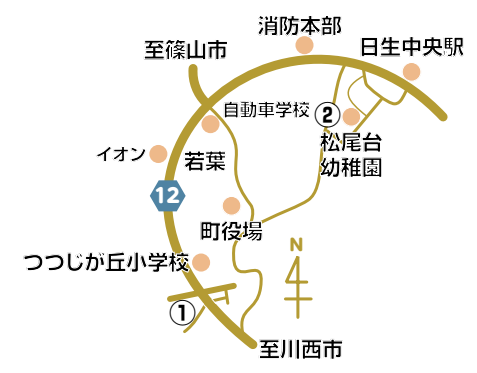 消防本部
至篠山市
日生中央駅
自動車学校
②
松尾台
幼稚園
イオン
若葉
12
町役場
つつじが丘小学校
N
①
至川西市